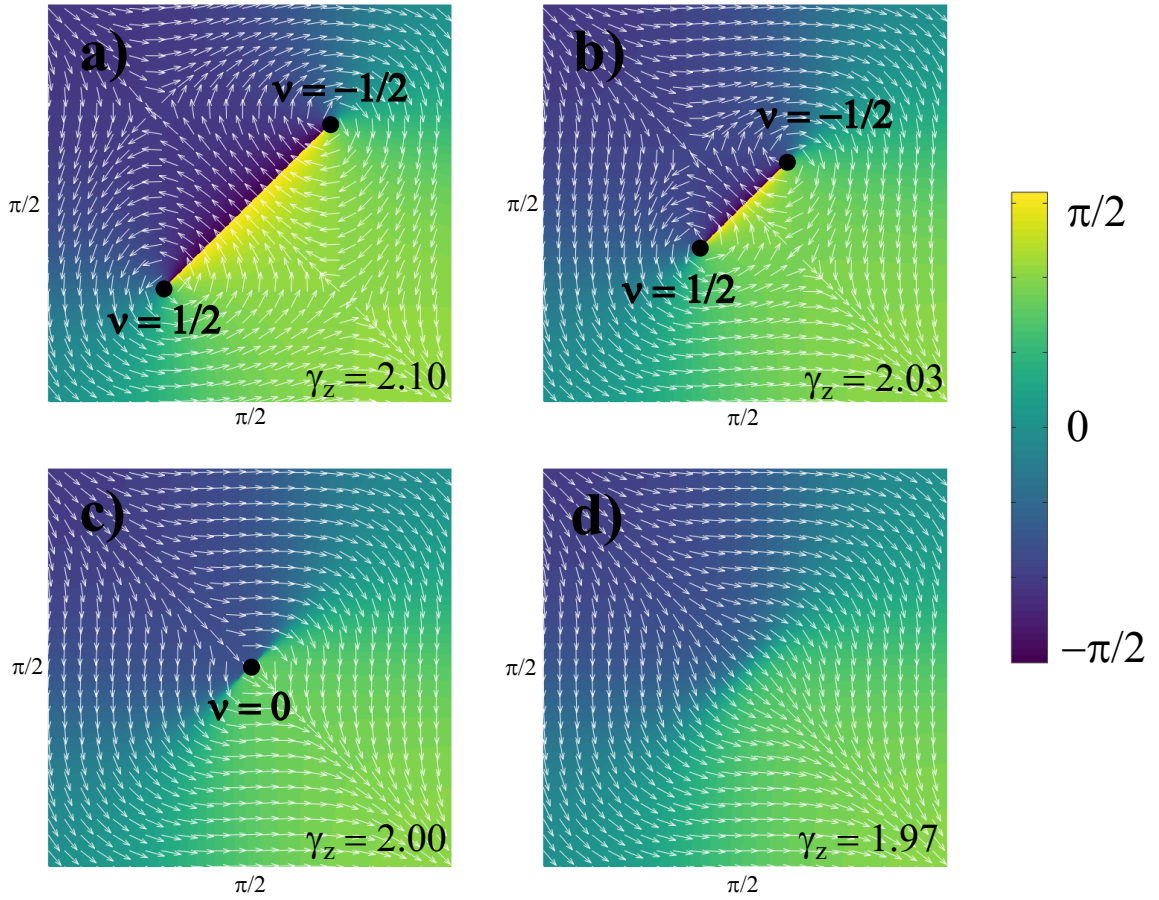 a)
ν = −1/2
π/2
ν = 1/2
γz = 2.10
π/2
b)
ν = −1/2
ν = 1/2
γz = 2.03
π/2
π/2
0
−π/2
c)
π/2
ν = 0
γz = 2.00
π/2
d)
π/2
γz = 1.97
π/2